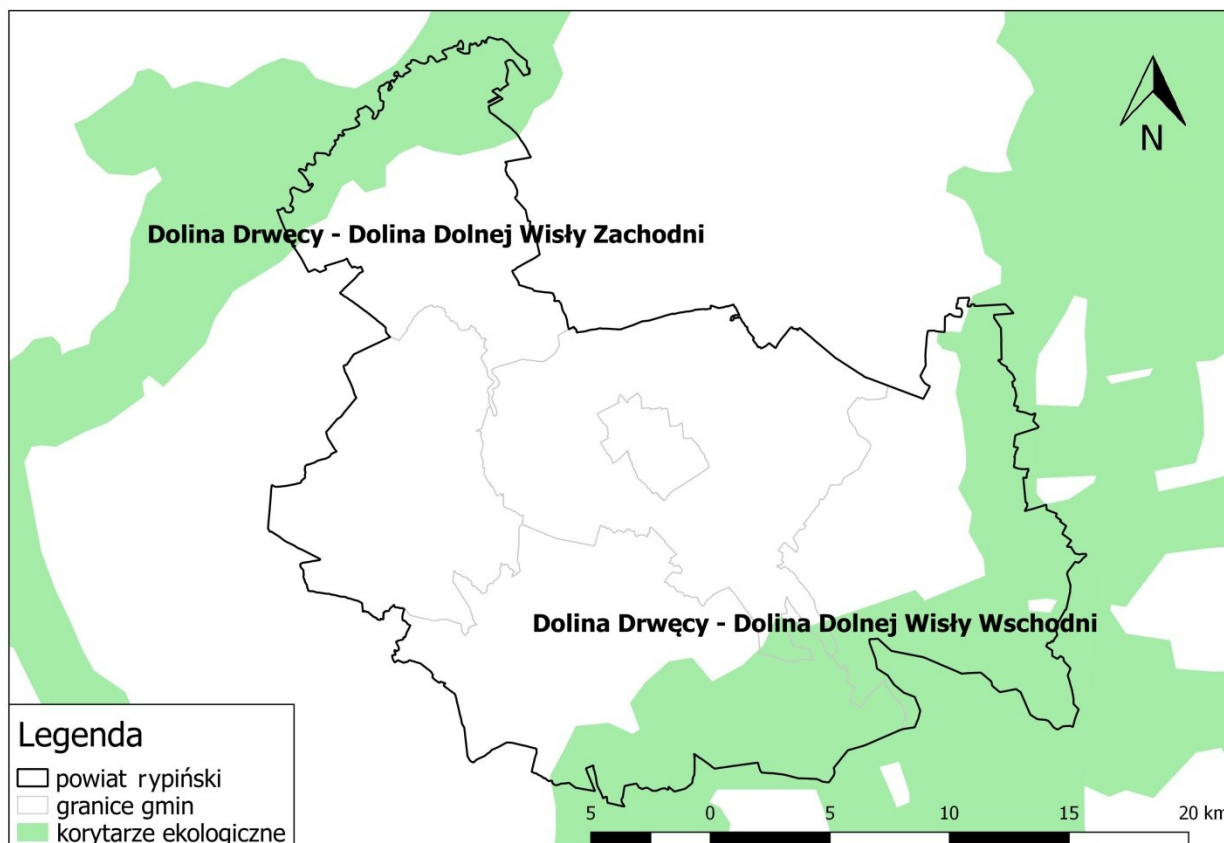 N
Dolina Drwęcy - Dolina Dolnej Wisły Zachodni
Dolina Drwęcy - Dolina Dolnej Wisły Wschodni
Legenda
powiat rypiński
granice gmin
korytarze ekologiczne
5 0 5 10 15 20 km